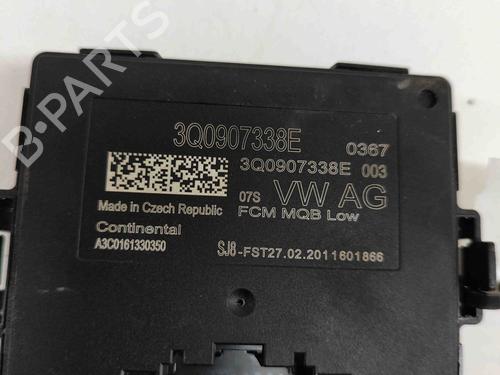 3Q0907338E 0367
3Q0907338E 003
07S VW AG
FCM MQB Low
Made in Czech Republic
Continental
A3C0161330350
SJ8-FST27.02.2011601866
B-PARTS